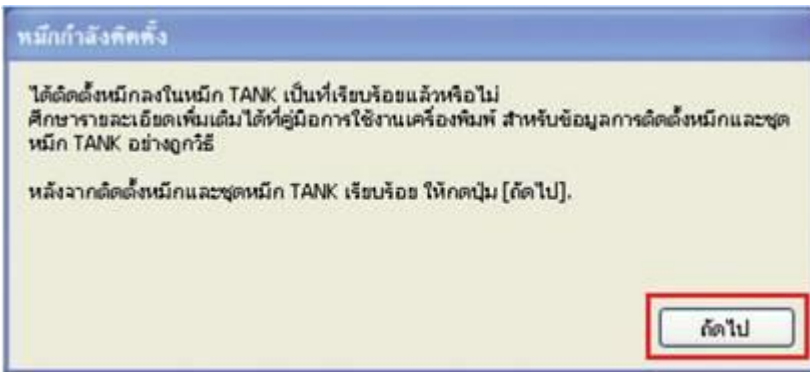 หมึกกำลังติดตั้ง
ได้ติดตั้งหมึกลงในหมึก TANK เป็นที่เรียบร้อยแล้วหรือไม่
ศึกษารายละเอียดเพิ่มเติมได้ที่คู่มือการใช้งานเครื่องพิมพ์ สำหรับข้อมูลการติดตั้งหมึกและชุด
หมึก TANK อย่างถูกวิธี
หลังจากติดตั้งหมึกและชุดหมึก TANK เรียบร้อย ให้กดปุ่ม [ถัดไป].
ถัดไป